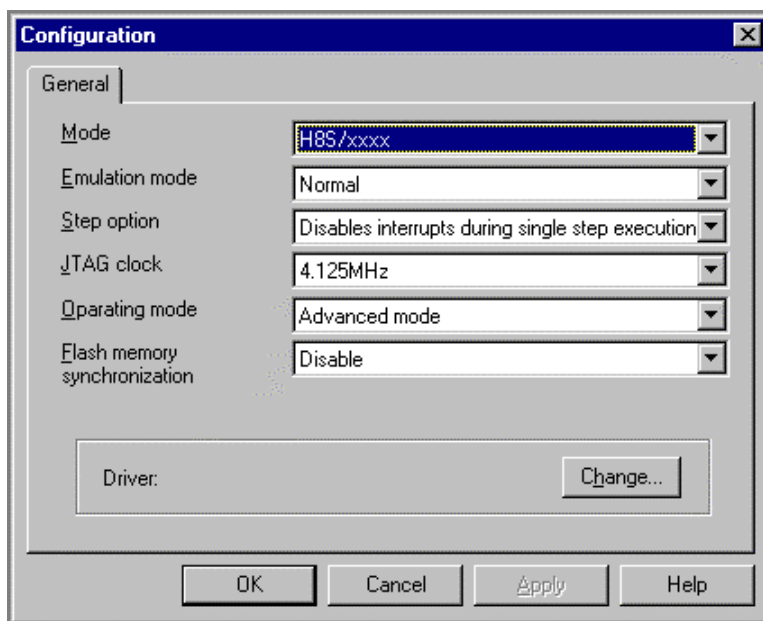 Configuration
General
Mode
H8S/xxxx
Emulation mode
Normal
Step option
Disables interrupts during single step execution
JTAG clock
4.125MHz
Oparating mode
Advanced mode
Flash memory
synchronization
Disable
Driver:
Change...
OK
Cancel
Apply
Help